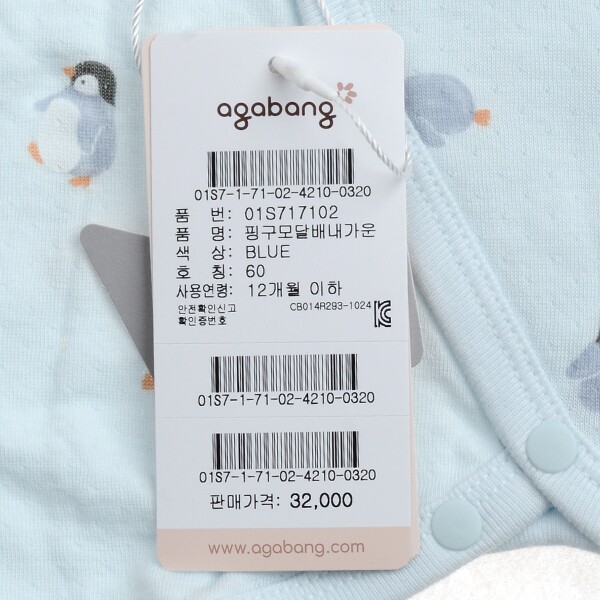 agabang
01S7-1-71-02-4210-0320
품 번: 01S717102
품 명: 핑구모달배내가운
색 상: BLUE
호 칭: 60
사용연령: 12개월 이하
안전확인신고 CB014R293-1024
확인증번호
01S7-1-71-02-4210-0320
01S7-1-71-02-4210-0320
판매가격: 32,000
www.agabang.com